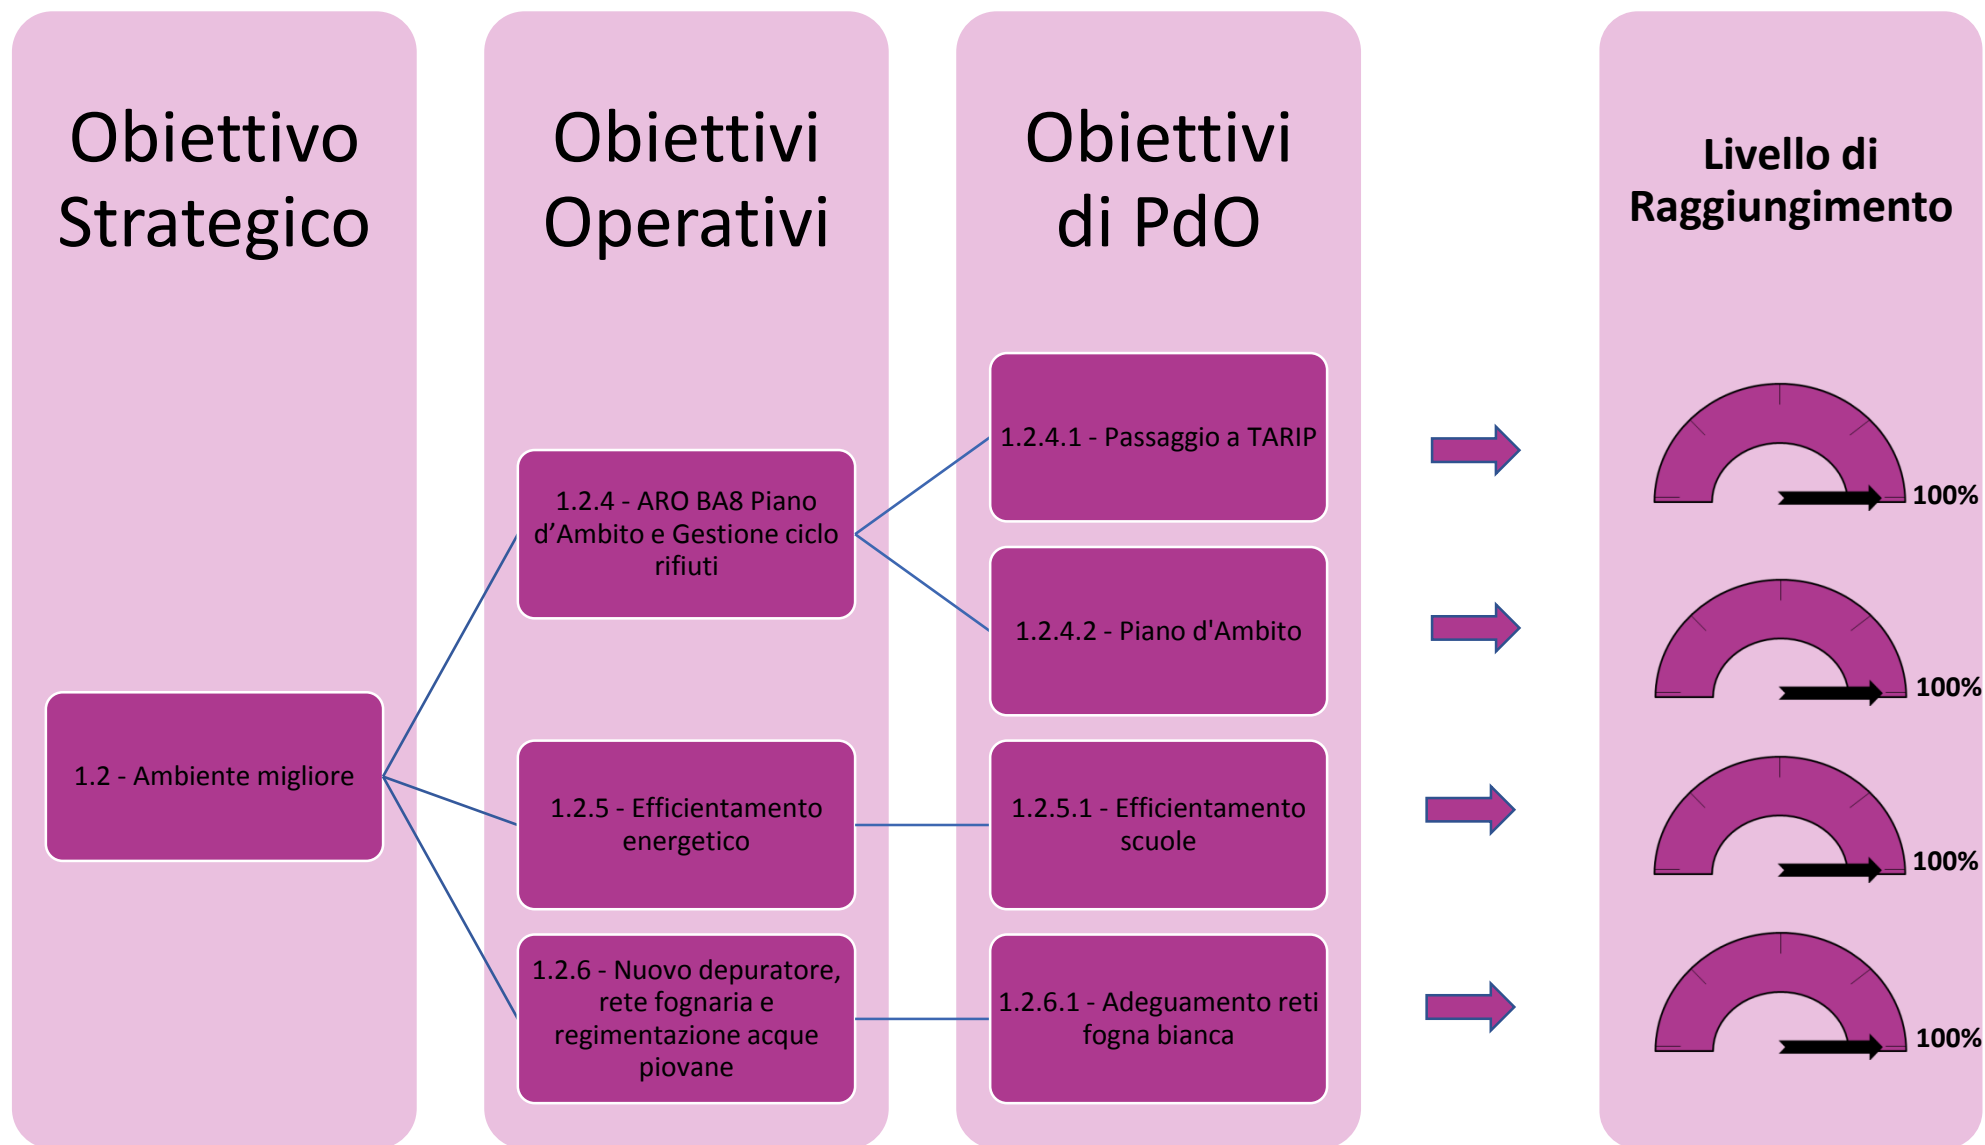 Obiettivo
Strategico
Obiettivi
Operativi
Obiettivi
di PdO
Livello di
Raggiungimento
1.2 - Ambiente migliore
1.2.4 - ARO BA8 Piano
d’Ambito e Gestione ciclo
rifiuti
1.2.5 - Efficientamento
energetico
1.2.6 - Nuovo depuratore,
rete fognaria e
regimentazione acque
piovane
1.2.4.1 - Passaggio a TARIP
1.2.4.2 - Piano d'Ambito
1.2.5.1 - Efficientamento
scuole
1.2.6.1 - Adeguamento reti
fogna bianca
100%
100%
100%
100%